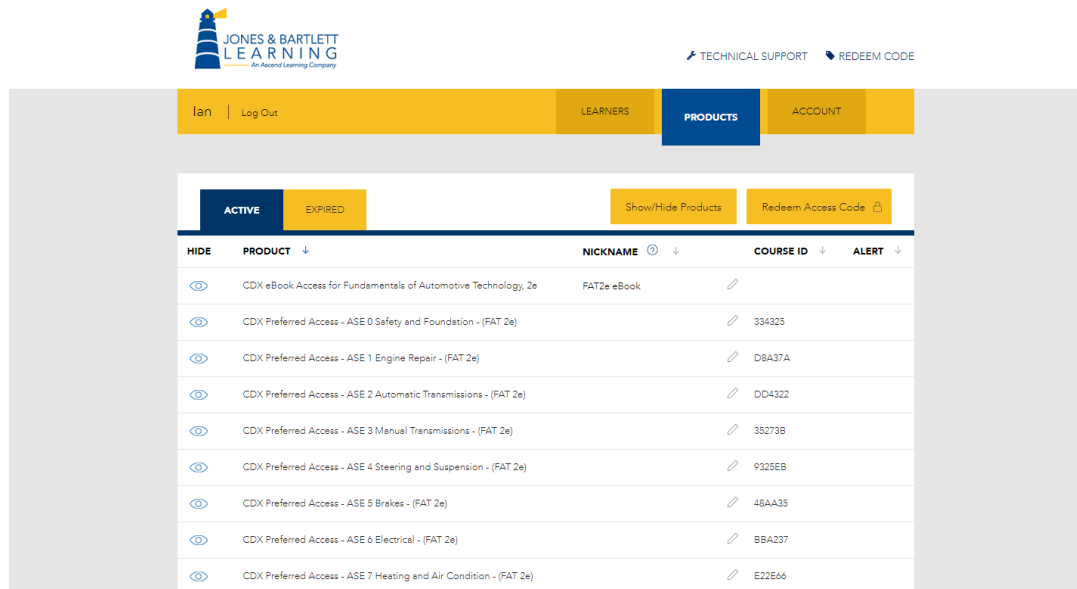 JONES & BARTLETT
LEARNING
An Ascend Learning Company
TECHNICAL SUPPORT REDEEM CODE
Ian | Log Out LEARNERS PRODUCTS ACCOUNT
ACTIVE EXPIRED Show/Hide Products Redeem Access Code
HIDE PRODUCT NICKNAME ? COURSE ID ALERT
CDX eBook Access for Fundamentals of Automotive Technology, 2e FAT2e eBook
CDX Preferred Access - ASE 0 Safety and Foundation - (FAT 2e) 334325
CDX Preferred Access - ASE 1 Engine Repair - (FAT 2e) D8A37A
CDX Preferred Access - ASE 2 Automatic Transmissions - (FAT 2e) DD4322
CDX Preferred Access - ASE 3 Manual Transmissions - (FAT 2e) 35273B
CDX Preferred Access - ASE 4 Steering and Suspension - (FAT 2e) 9325EB
CDX Preferred Access - ASE 5 Brakes - (FAT 2e) 48AA35
CDX Preferred Access - ASE 6 Electrical - (FAT 2e) BBA237
CDX Preferred Access - ASE 7 Heating and Air Condition - (FAT 2e) E22E66